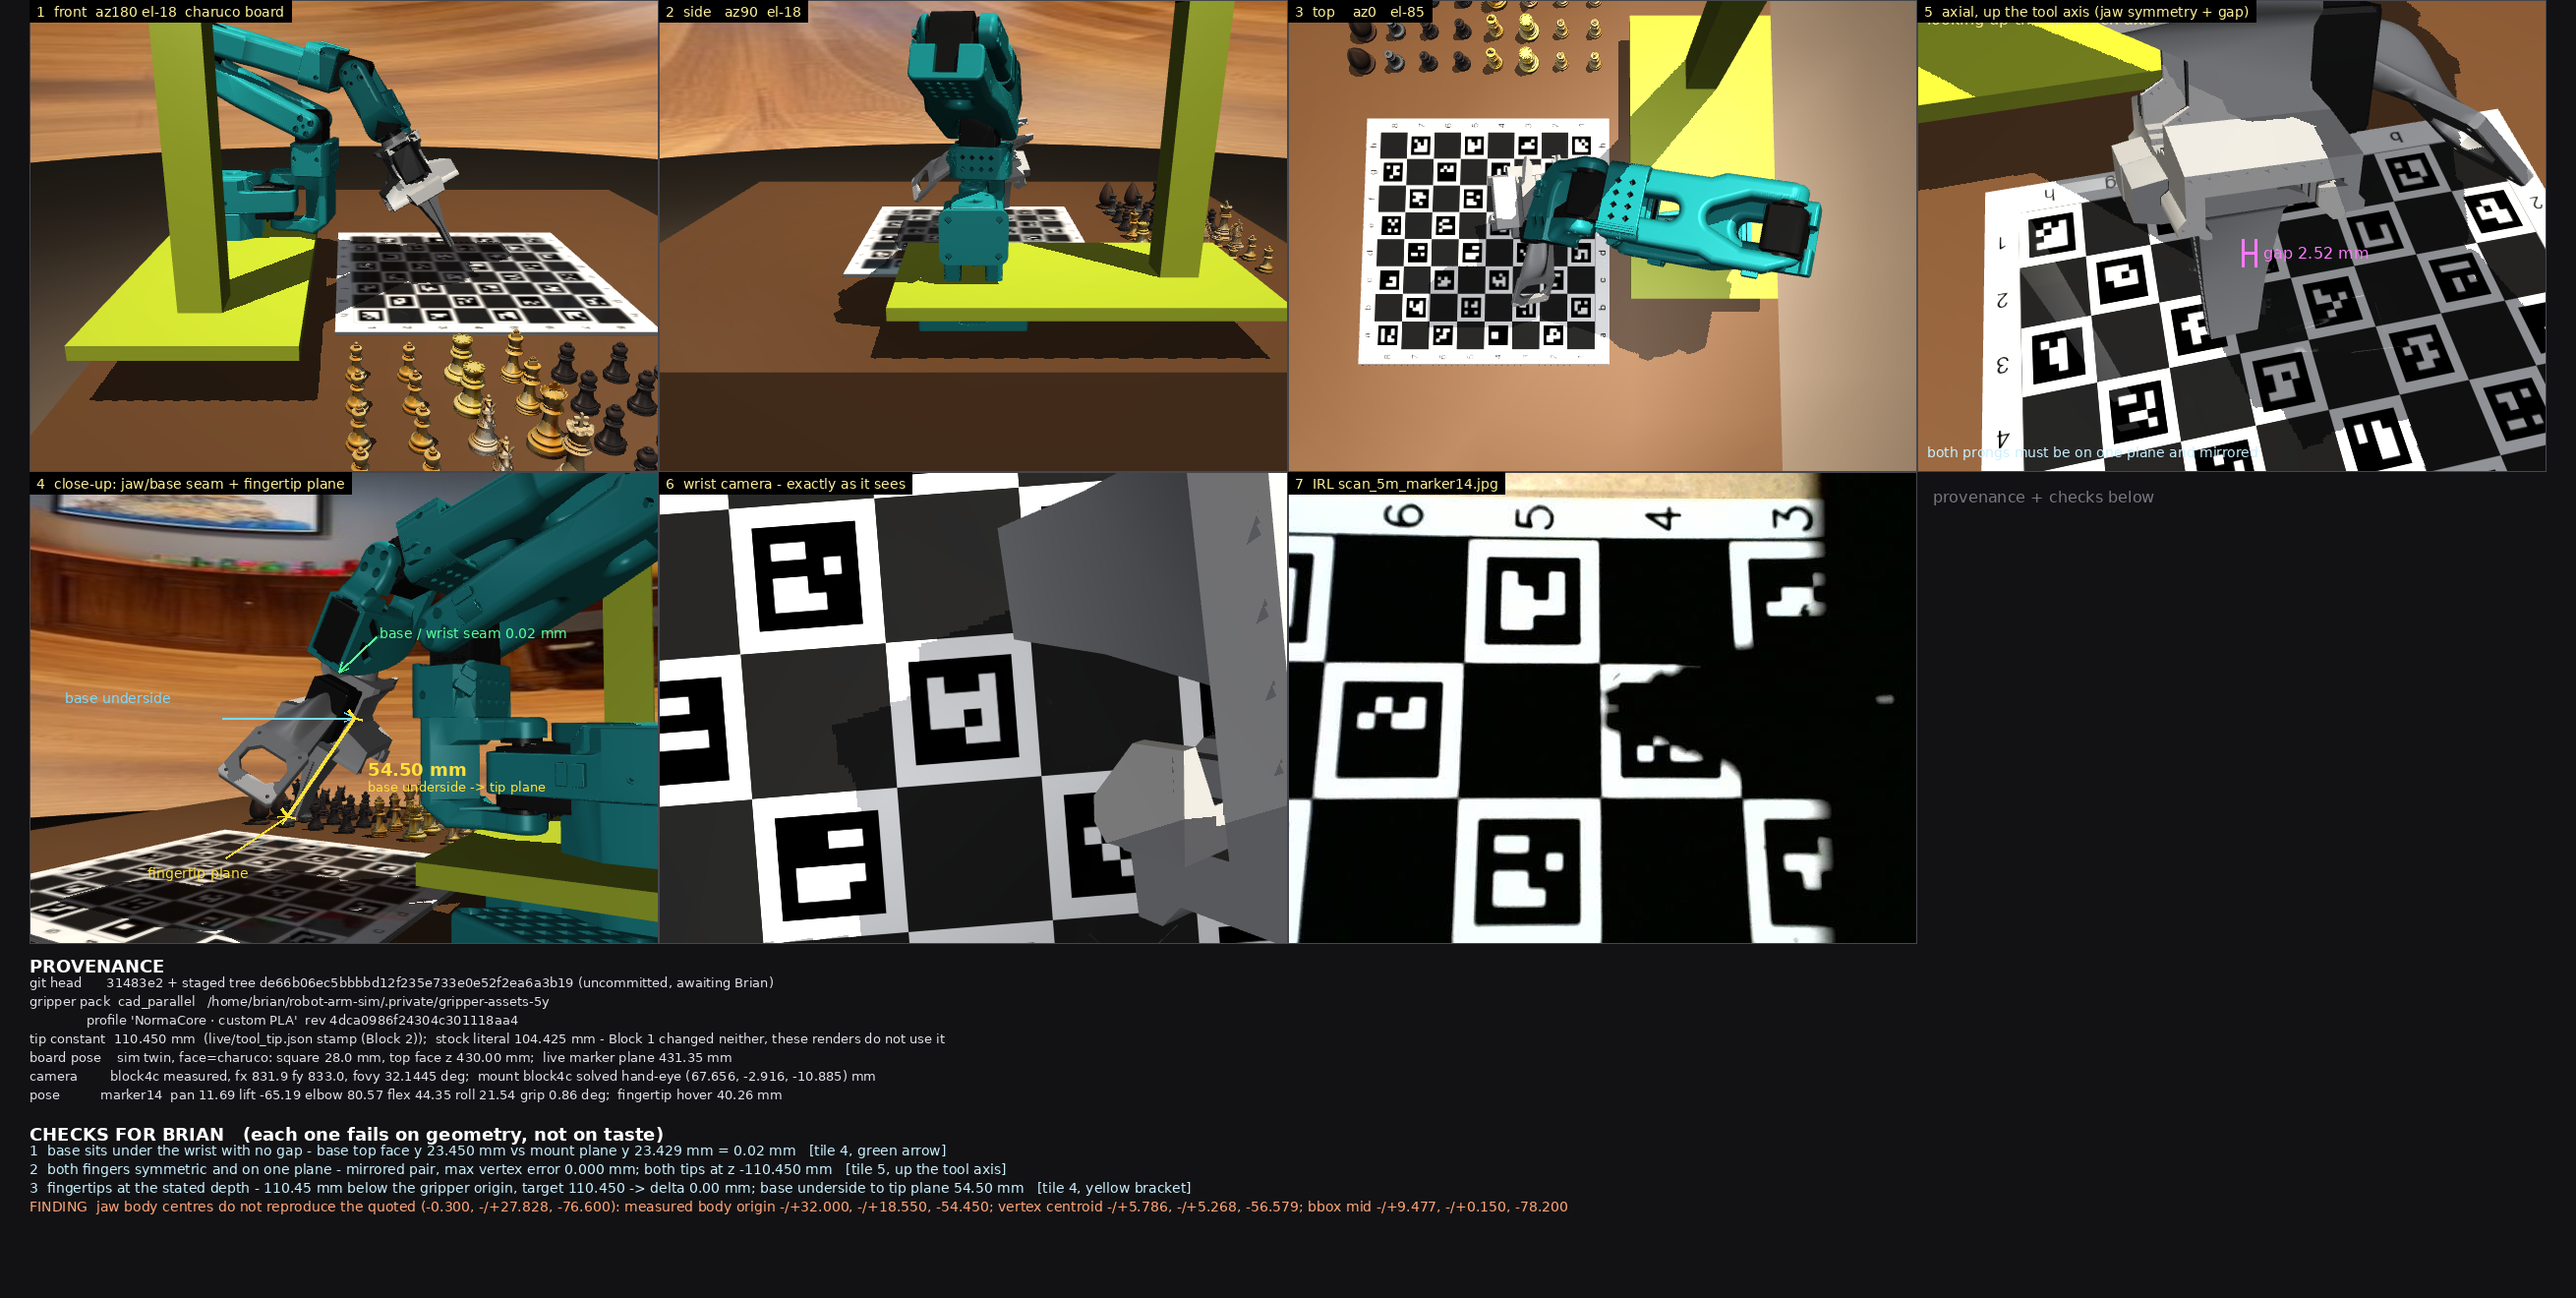 1 front az180 el-18 charuco board
2 side az90 el-18
3 top az0 el-85
5 axial, up the tool axis (jaw symmetry + gap)
h
g
b
2
1
2
3
4
gap 2.52 mm
both prongs must be on one plane and mirrored
4 close-up: jaw/base seam + fingertip plane
base / wrist seam 0.02 mm
base underside
54.50 mm
base underside -> tip plane
fingertip plane
6 wrist camera - exactly as it sees
7 IRL scan_5m_marker14.jpg
6 5 4 3
provenance + checks below
PROVENANCE
git head 31483e2 + staged tree de66b06ec5bbbbd12f235e733e0e52f2ea6a3b19 (uncommitted, awaiting Brian)
gripper pack cad_parallel /home/brian/robot-arm-sim/.private/gripper-assets-5y
profile 'NormaCore · custom PLA' rev 4dca0986f24304c301118aa4
tip constant 110.450 mm (live/tool_tip.json stamp (Block 2)); stock literal 104.425 mm - Block 1 changed neither, these renders do not use it
board pose sim twin, face=charuco: square 28.0 mm, top face z 430.00 mm; live marker plane 431.35 mm
camera block4c measured, fx 831.9 fy 833.0, fovy 32.1445 deg; mount block4c solved hand-eye (67.656, -2.916, -10.885) mm
pose marker14 pan 11.69 lift -65.19 elbow 80.57 flex 44.35 roll 21.54 grip 0.86 deg; fingertip hover 40.26 mm
CHECKS FOR BRIAN (each one fails on geometry, not on taste)
1 base sits under the wrist with no gap - base top face y 23.450 mm vs mount plane y 23.429 mm = 0.02 mm [tile 4, green arrow]
2 both fingers symmetric and on one plane - mirrored pair, max vertex error 0.000 mm; both tips at z -110.450 mm [tile 5, up the tool axis]
3 fingertips at the stated depth - 110.45 mm below the gripper origin, target 110.450 -> delta 0.00 mm; base underside to tip plane 54.50 mm [tile 4, yellow bracket]
FINDING jaw body centres do not reproduce the quoted (-0.300, -/+27.828, -76.600): measured body origin -/+32.000, -/+18.550, -54.450; vertex centroid -/+5.786, -/+5.268, -56.579; bbox mid -/+9.477, -/+0.150, -78.200